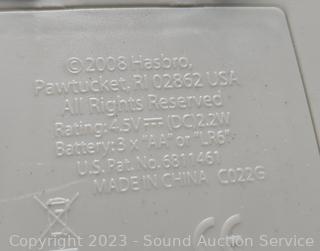 © 2008 Hasbro,
Pawtucket, RI 02862 USA
All Rights Reserved
Rating: 4.5V⎓(DC)2.2W
Battery: 3 x "AA" or "LR6"
U.S. Pat. No. 6811461
MADE IN CHINA C022G
CE
Copyright 2023 - Sound Auction Service